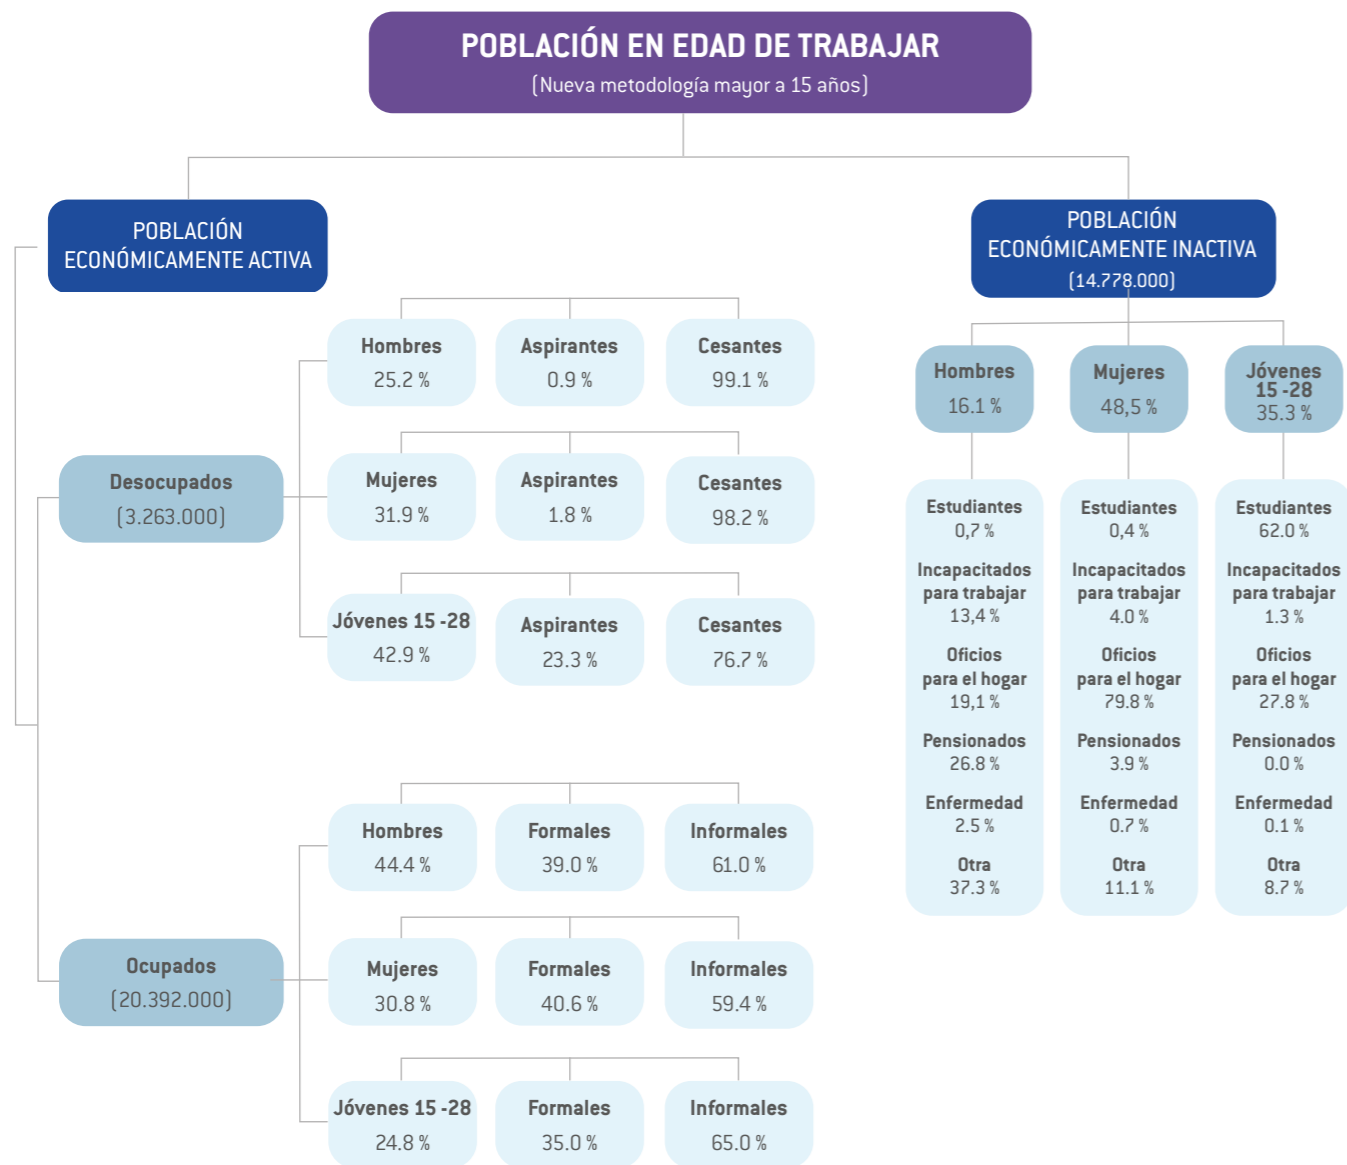 POBLACIÓN EN EDAD DE TRABAJAR
(Nueva metodología mayor a 15 años)
POBLACIÓN
ECONÓMICAMENTE ACTIVA
Desocupados
(3.263.000)
Hombres
25.2 %
Aspirantes
0.9 %
Cesantes
99.1 %
Mujeres
31.9 %
Aspirantes
1.8 %
Cesantes
98.2 %
Jóvenes 15 -28
42.9 %
Aspirantes
23.3 %
Cesantes
76.7 %
Ocupados
(20.392.000)
Hombres
44.4 %
Formales
39.0 %
Informales
61.0 %
Mujeres
30.8 %
Formales
40.6 %
Informales
59.4 %
Jóvenes 15 -28
24.8 %
Formales
35.0 %
Informales
65.0 %
POBLACIÓN
ECONÓMICAMENTE INACTIVA
(14.778.000)
Hombres
16.1 %
Estudiantes
0,7 %
Incapacitados
para trabajar
13,4 %
Oficios
para el hogar
19,1 %
Pensionados
26.8 %
Enfermedad
2.5 %
Otra
37.3 %
Mujeres
48,5 %
Estudiantes
0,4 %
Incapacitados
para trabajar
4.0 %
Oficios
para el hogar
79.8 %
Pensionados
3.9 %
Enfermedad
0.7 %
Otra
11.1 %
Jóvenes
15 -28
35.3 %
Estudiantes
62.0 %
Incapacitados
para trabajar
1.3 %
Oficios
para el hogar
27.8 %
Pensionados
0.0 %
Enfermedad
0.1 %
Otra
8.7 %